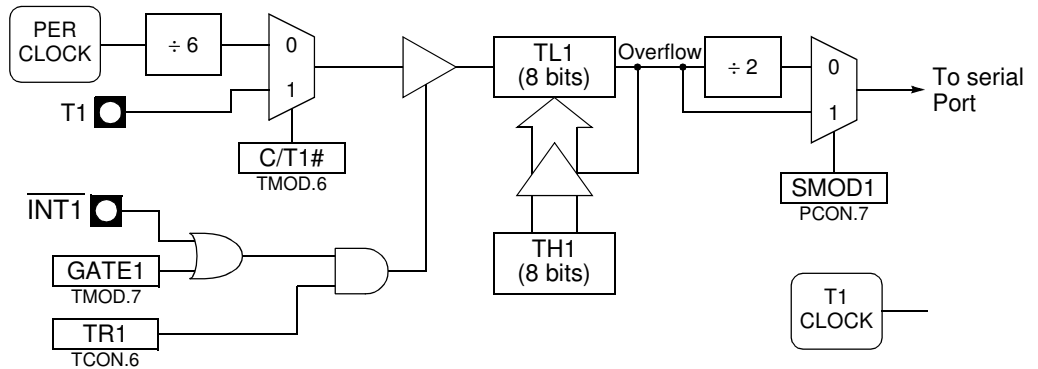 PER
CLOCK
÷ 6
0
1
T1
C/T1#
TMOD.6
INT1
GATE1
TMOD.7
TR1
TCON.6
TL1
(8 bits)
Overflow
÷ 2
0
1
To serial
Port
SMOD1
PCON.7
TH1
(8 bits)
T1
CLOCK